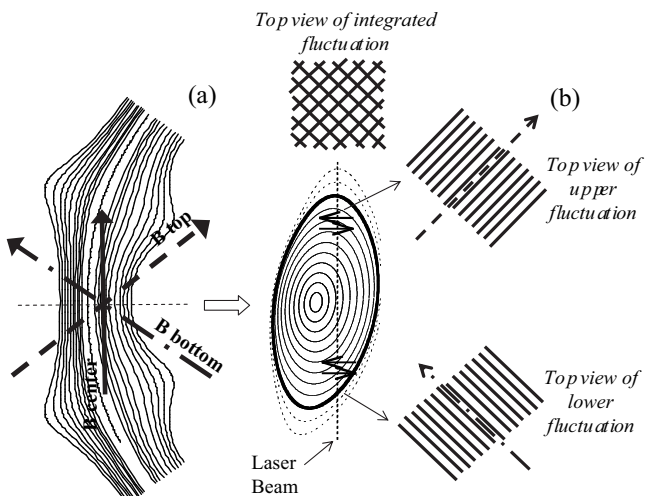 Top view of integrated
fluctuation
(a)
(b)
Top view of
upper
fluctuation
B top
B bottom
B center
Top view of
lower
fluctuation
Laser
Beam